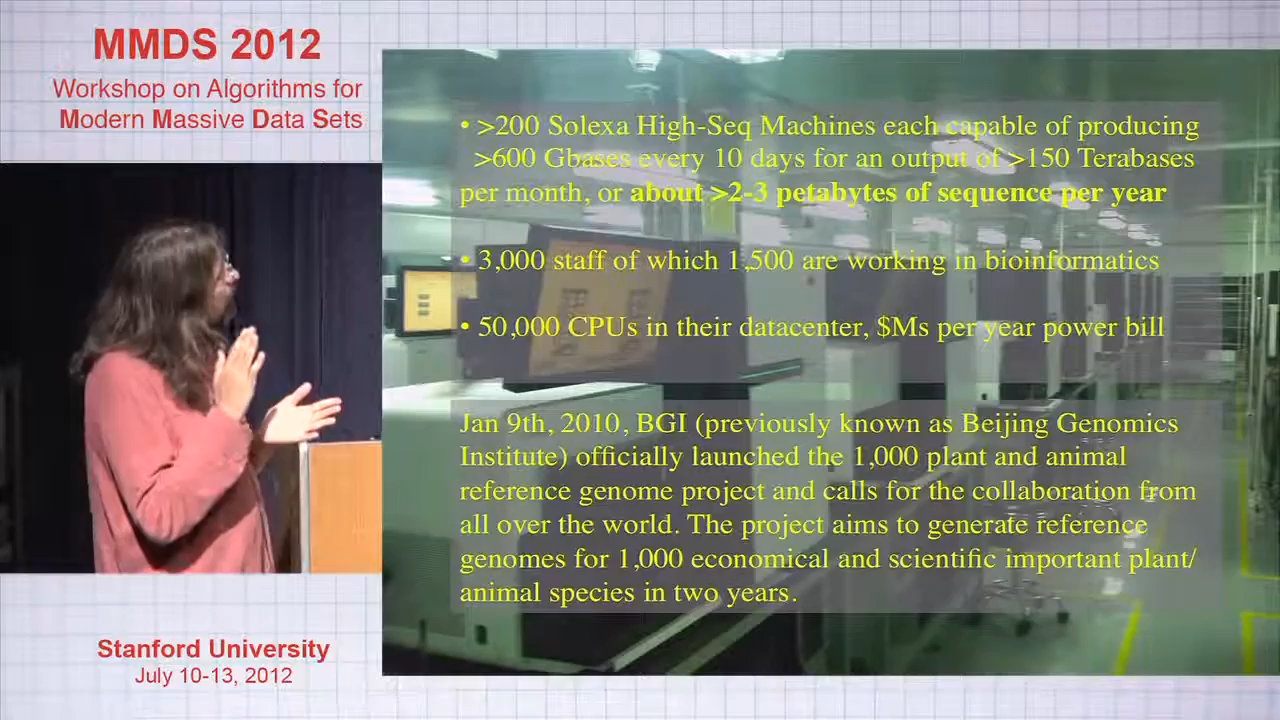 MMDS 2012
Workshop on Algorithms for
Modern Massive Data Sets
• >200 Solexa High-Seq Machines each capable of producing
>600 Gbases every 10 days for an output of >150 Terabases
per month, or about >2-3 petabytes of sequence per year
• 3,000 staff of which 1,500 are working in bioinformatics
• 50,000 CPUs in their datacenter, $Ms per year power bill
Jan 9th, 2010, BGI (previously known as Beijing Genomics
Institute) officially launched the 1,000 plant and animal
reference genome project and calls for the collaboration from
all over the world. The project aims to generate reference
genomes for 1,000 economical and scientific important plant/
animal species in two years.
Stanford University
July 10-13, 2012